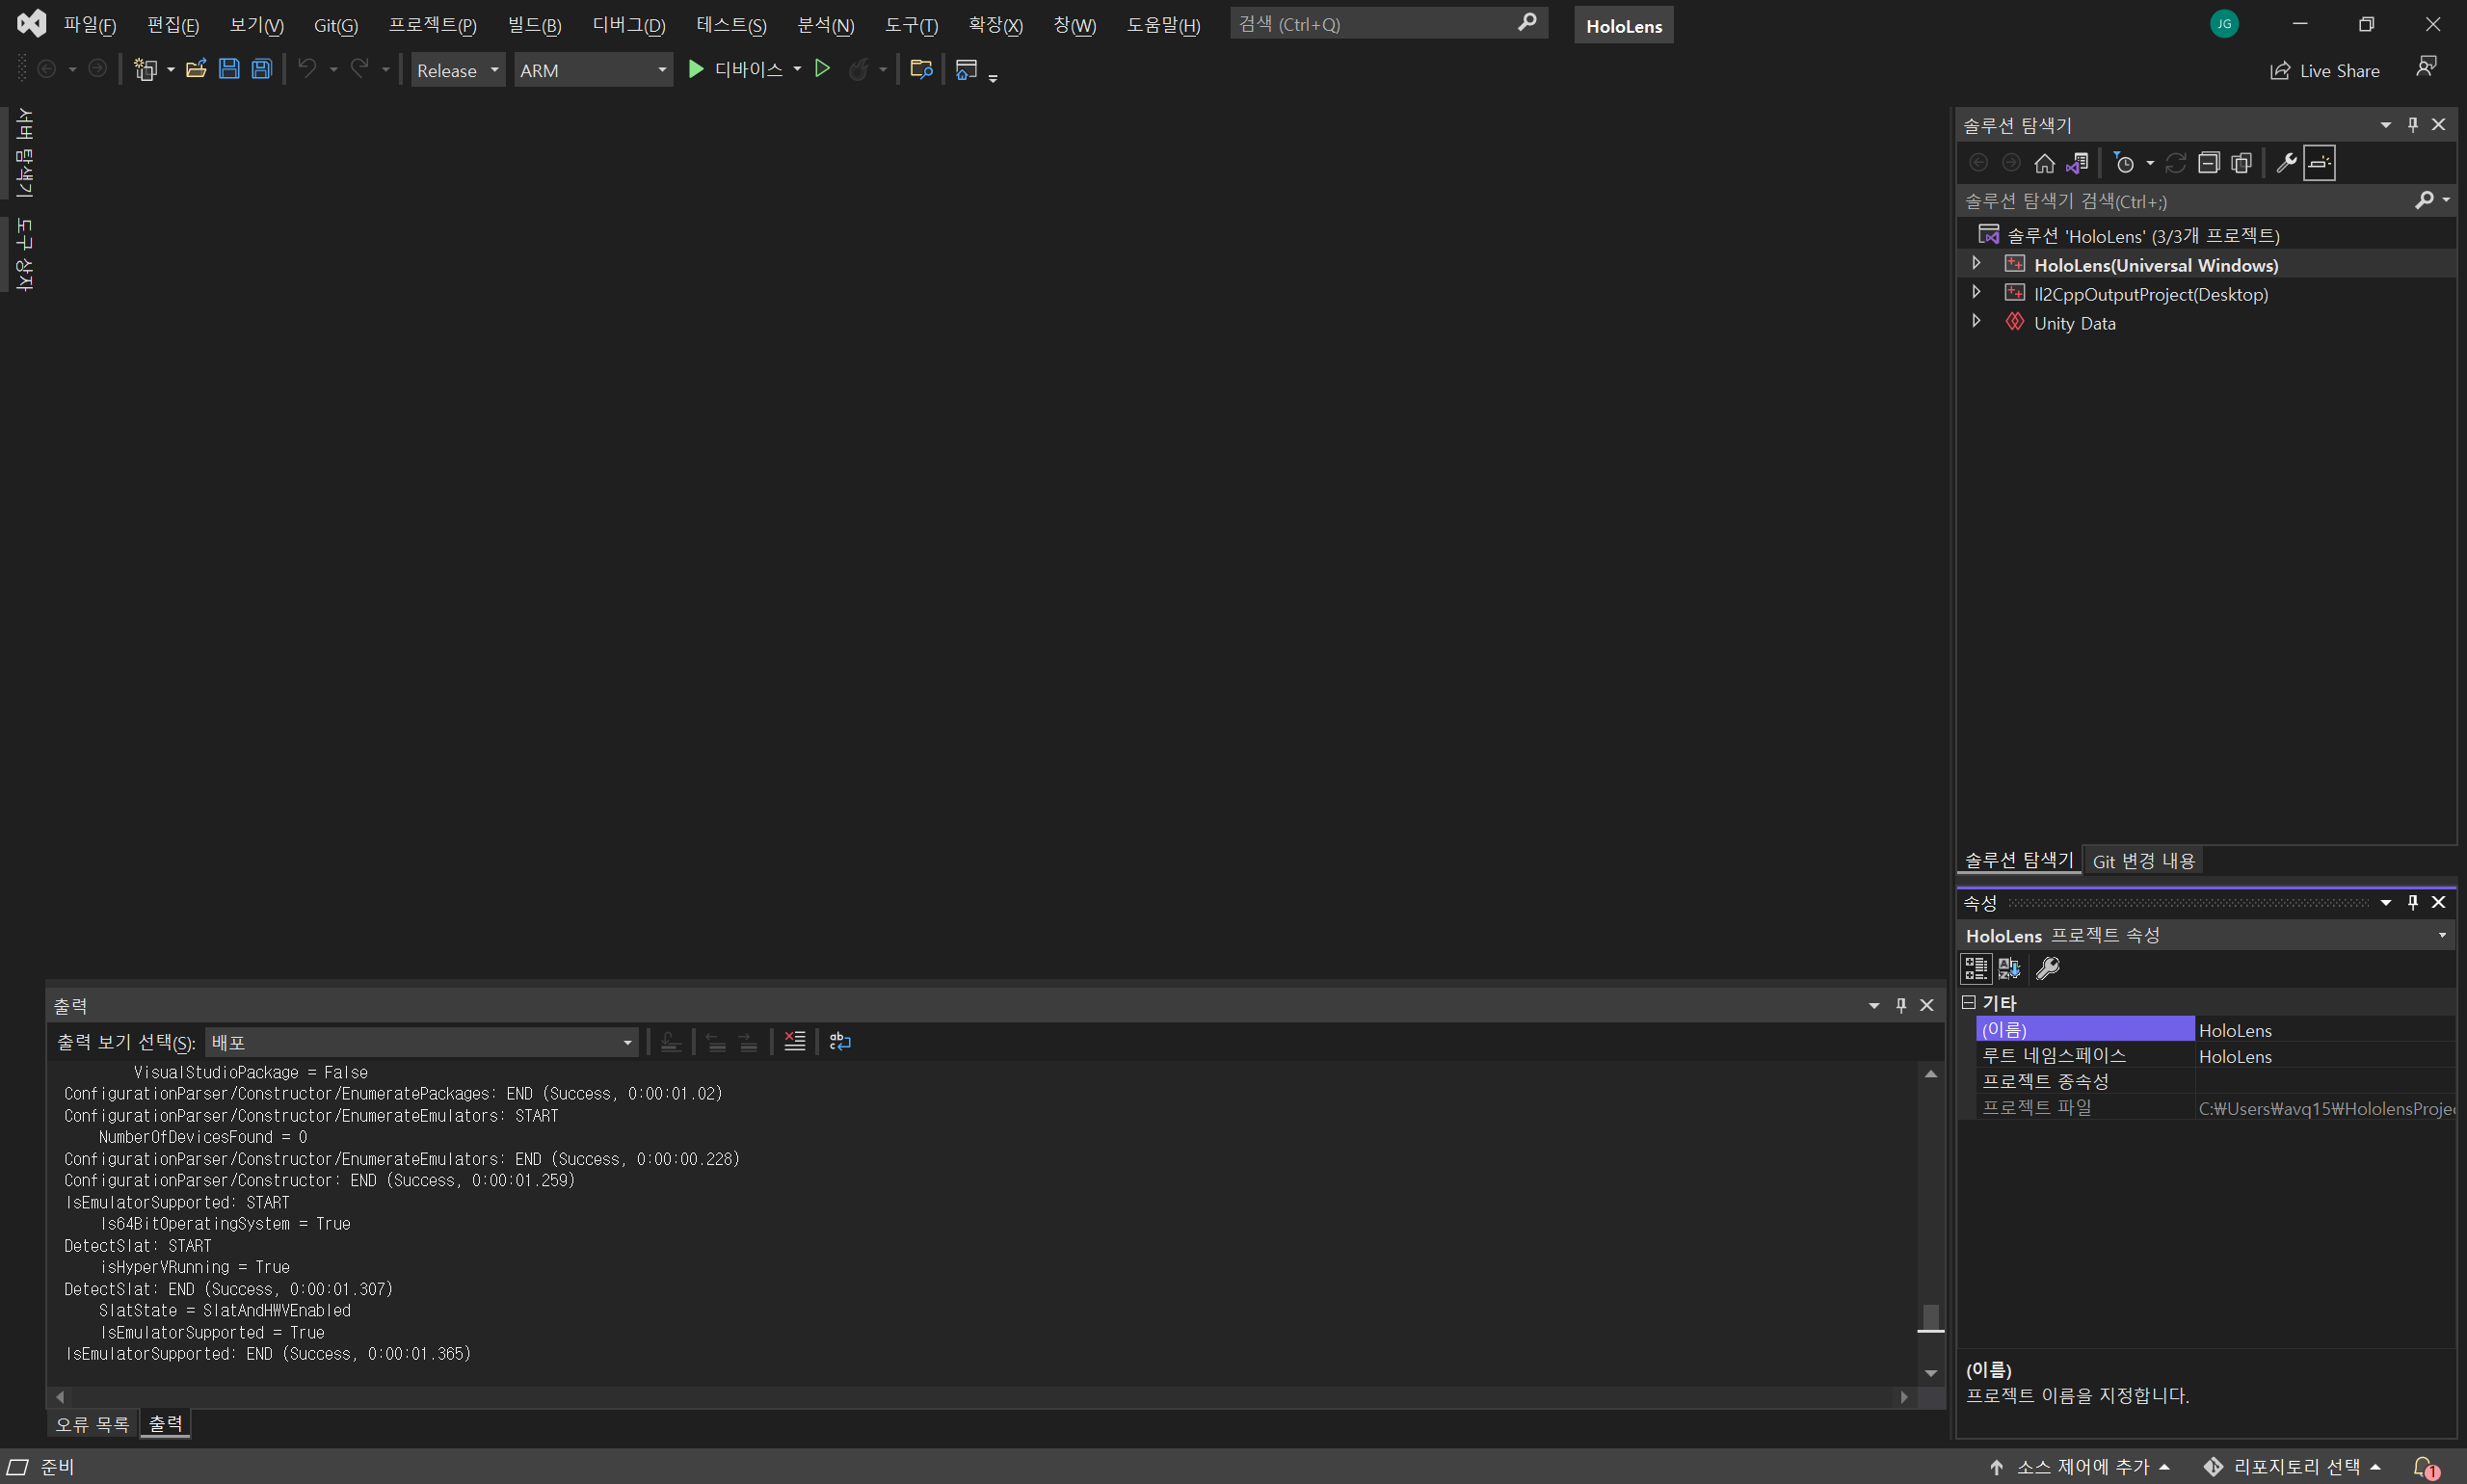 파일(F) 편집(E) 보기(V) Git(G) 프로젝트(P) 빌드(B) 디버그(D) 테스트(S) 분석(N) 도구(T) 확장(X) 창(W) 도움말(H) 검색 (Ctrl+Q) HoloLens JG
Release ARM 디바이스 Live Share
서버 탐색기
도구 상자
솔루션 탐색기
솔루션 탐색기 검색(Ctrl+;)
솔루션 'HoloLens' (3/3개 프로젝트)
HoloLens(Universal Windows)
Il2CppOutputProject(Desktop)
Unity Data
솔루션 탐색기 Git 변경 내용
속성
HoloLens 프로젝트 속성
기타
(이름) HoloLens
루트 네임스페이스 HoloLens
프로젝트 종속성
프로젝트 파일 C:₩Users₩avq15₩HololensProjec
(이름)
프로젝트 이름을 지정합니다.
출력
출력 보기 선택(S): 배포
VisualStudioPackage = False
ConfigurationParser/Constructor/EnumeratePackages: END (Success, 0:00:01.02)
ConfigurationParser/Constructor/EnumerateEmulators: START
NumberOfDevicesFound = 0
ConfigurationParser/Constructor/EnumerateEmulators: END (Success, 0:00:00.228)
ConfigurationParser/Constructor: END (Success, 0:00:01.259)
IsEmulatorSupported: START
Is64BitOperatingSystem = True
DetectSlat: START
isHyperVRunning = True
DetectSlat: END (Success, 0:00:01.307)
SlatState = SlatAndHWVEnabled
IsEmulatorSupported = True
IsEmulatorSupported: END (Success, 0:00:01.365)
오류 목록 출력
준비 소스 제어에 추가 리포지토리 선택 1